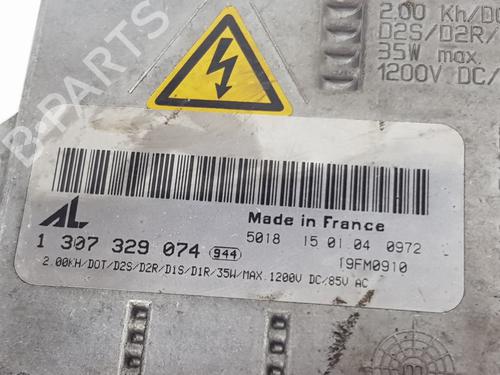 2.00 Kh/DO
D2S/D2R/
35W max.
1200V DC/
AL
Made in France
1 307 329 074 944
5018 15 01 04 0972
19FM0910
2.00KH/DOT/D2S/D2R/D1S/D1R/35W/MAX.1200V DC/85V AC
B-PARTS